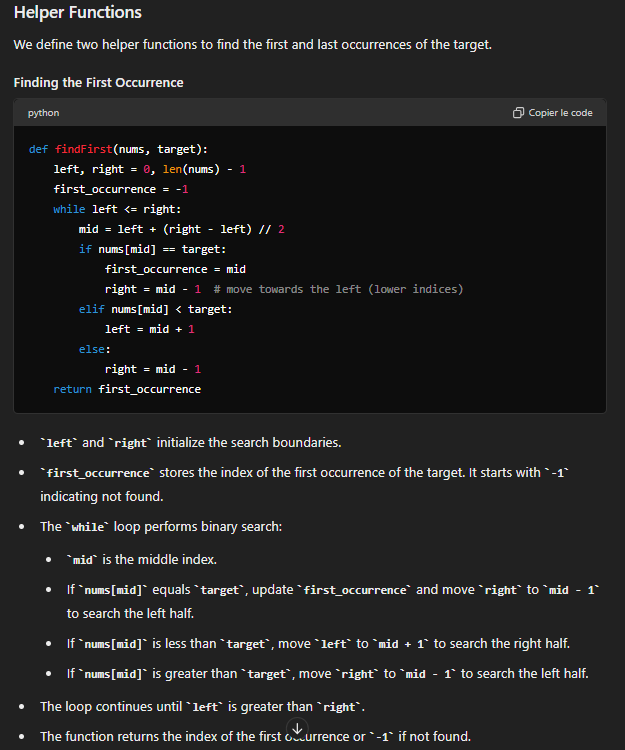 Helper Functions
We define two helper functions to find the first and last occurrences of the target.
Finding the First Occurrence
python Copier le code
def findFirst(nums, target):
    left, right = 0, len(nums) - 1
    first_occurrence = -1
    while left <= right:
        mid = left + (right - left) // 2
        if nums[mid] == target:
            first_occurrence = mid
            right = mid - 1  # move towards the left (lower indices)
        elif nums[mid] < target:
            left = mid + 1
        else:
            right = mid - 1
    return first_occurrence
• `left` and `right` initialize the search boundaries.
• `first_occurrence` stores the index of the first occurrence of the target. It starts with `-1`
indicating not found.
• The `while` loop performs binary search:
• `mid` is the middle index.
• If `nums[mid]` equals `target`, update `first_occurrence` and move `right` to `mid - 1`
to search the left half.
• If `nums[mid]` is less than `target`, move `left` to `mid + 1` to search the right half.
• If `nums[mid]` is greater than `target`, move `right` to `mid - 1` to search the left half.
• The loop continues until `left` is greater than `right`.
• The function returns the index of the first occurrence or `-1` if not found.